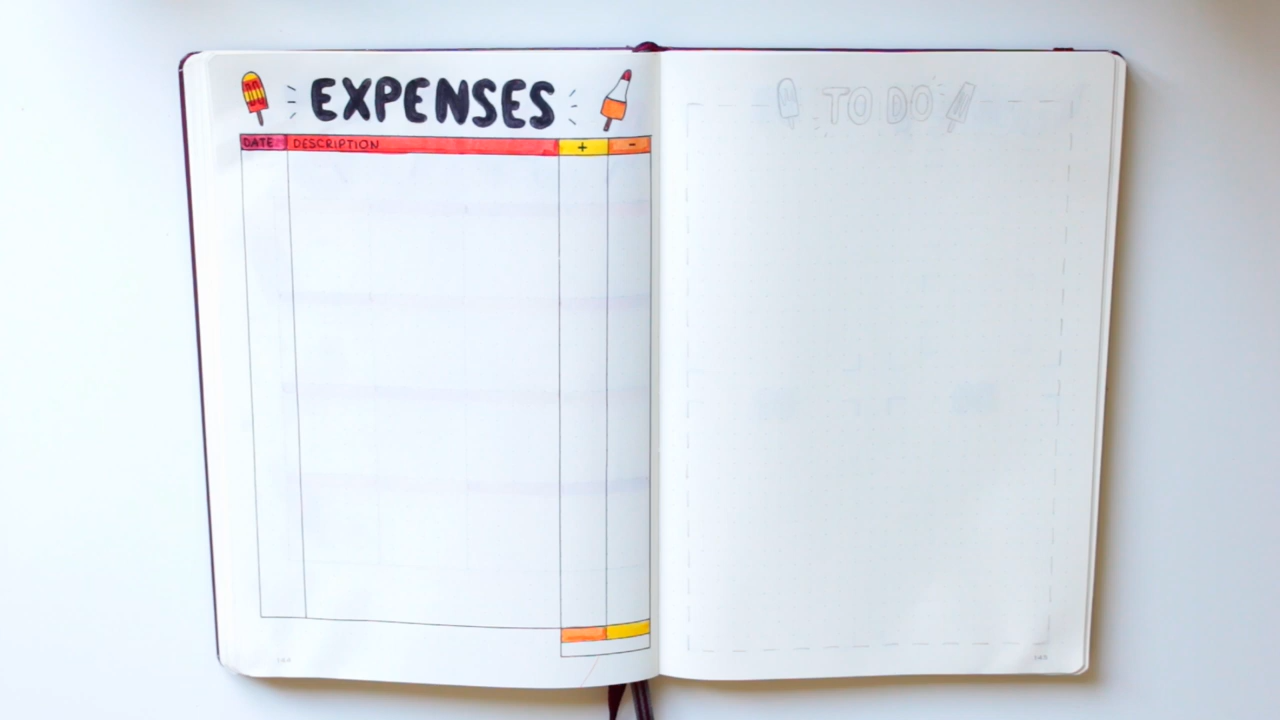 EXPENSES
DATE DESCRIPTION + -
TO DO